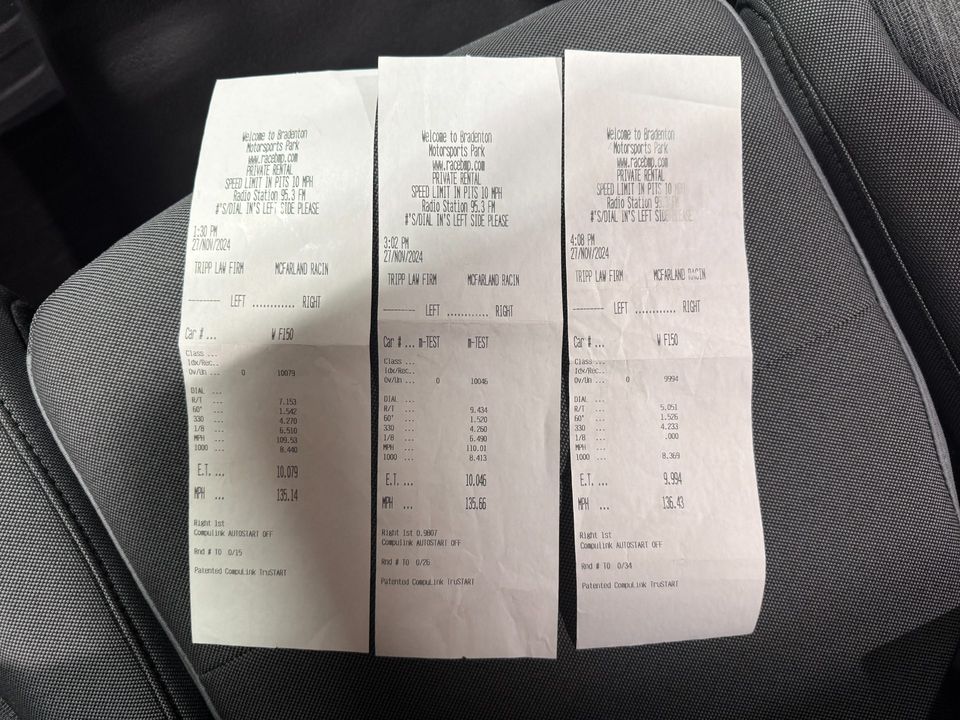 Welcome to Bradenton
Motorsports Park
www.racebmp.com
PRIVATE RENTAL
SPEED LIMIT IN PITS 10 MPH
Radio Station 95.3 FM
#'S/DIAL IN'S LEFT SIDE PLEASE
1:30 PM
27/NOV/2024
TRIPP LAW FIRM MCFARLAND RACIN
--------- LEFT ............ RIGHT
Car # ... W F150
Class ...
Idx/Rec..
Ov/Un ... 0 10079
DIAL ...
R/T ... 7.153
60' ... 1.542
330 ... 4.270
1/8 ... 6.510
MPH ... 109.53
1000 ... 8.440
E.T. ... 10.079
MPH ... 135.14
Right 1st
Compulink AUTOSTART OFF
Rnd # TO 0/15
Patented CompuLink TruSTART
Welcome to Bradenton
Motorsports Park
www.racebmp.com
PRIVATE RENTAL
SPEED LIMIT IN PITS 10 MPH
Radio Station 95.3 FM
#'S/DIAL IN'S LEFT SIDE PLEASE
3:02 PM
27/NOV/2024
TRIPP LAW FIRM MCFARLAND RACIN
--------- LEFT ............ RIGHT
Car # ... m-TEST m-TEST
Class ...
Idx/Rec..
Ov/Un ... 0 10046
DIAL ...
R/T ... 9.434
60' ... 1.520
330 ... 4.260
1/8 ... 6.490
MPH ... 110.01
1000 ... 8.413
E.T. ... 10.046
MPH ... 135.66
Right 1st 0.9807
Compulink AUTOSTART OFF
Rnd # TO 0/26
Patented CompuLink TruSTART
Welcome to Bradenton
Motorsports Park
www.racebmp.com
PRIVATE RENTAL
SPEED LIMIT IN PITS 10 MPH
Radio Station 95.3 FM
#'S/DIAL IN'S LEFT SIDE PLEASE
4:08 PM
27/NOV/2024
TRIPP LAW FIRM MCFARLAND RACIN
--------- LEFT ............ RIGHT
Car # ... W F150
Class ...
Idx/Rec..
Ov/Un ... 0 9994
DIAL ...
R/T ... 5.051
60' ... 1.526
330 ... 4.233
1/8 ... .000
MPH ...
1000 ... 8.369
E.T. ... 9.994
MPH ... 136.43
Right 1st
Compulink AUTOSTART OFF
Rnd # TO 0/34
Patented CompuLink TruSTART